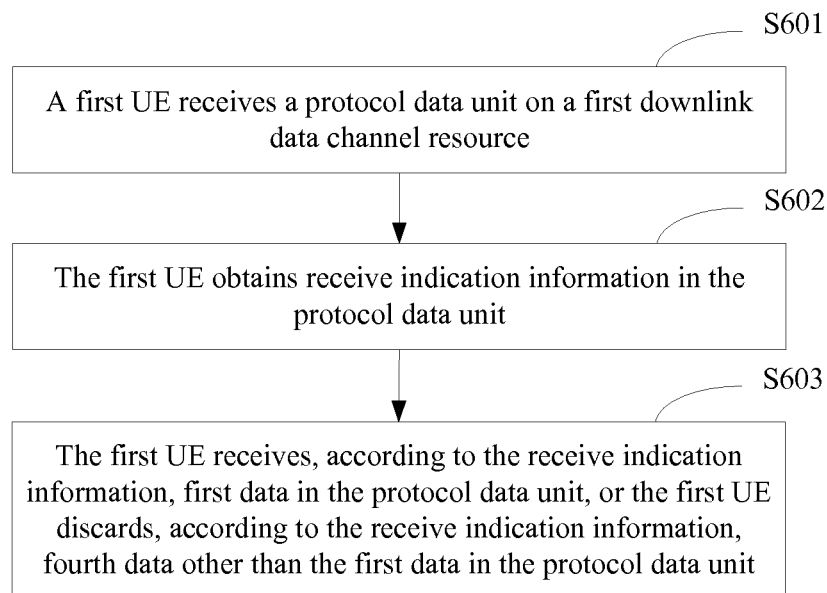 S601
A first UE receives a protocol data unit on a first downlink
data channel resource
S602
The first UE obtains receive indication information in the
protocol data unit
S603
The first UE receives, according to the receive indication
information, first data in the protocol data unit, or the first UE
discards, according to the receive indication information,
fourth data other than the first data in the protocol data unit